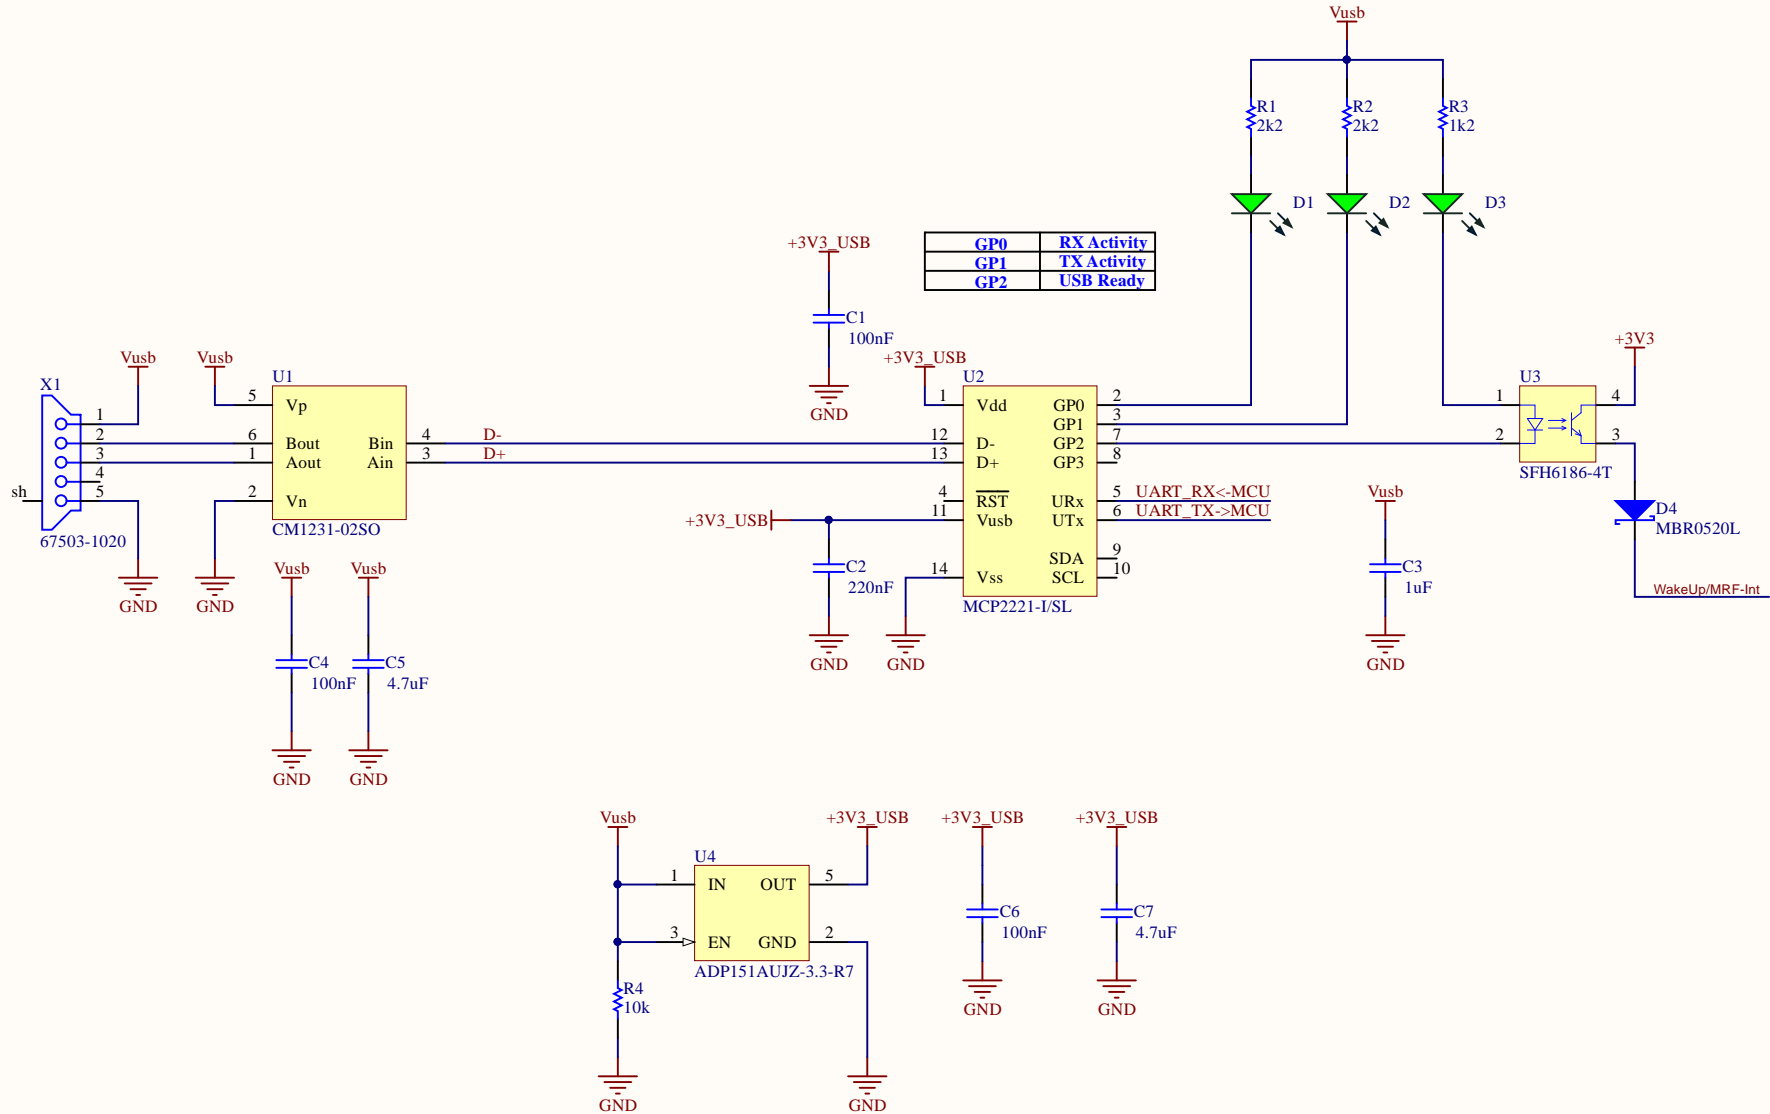 Vusb
R1
2k2
R2
2k2
R3
1k2
D1
D2
D3
GP0 RX Activity
GP1 TX Activity
GP2 USB Ready
+3V3_USB
C1
100nF
GND
+3V3_USB
+3V3
Vusb
Vusb
X1
1
2
3
4
5
sh
67503-1020
GND
U1
5 Vp
6 Bout Bin 4
1 Aout Ain 3
2 Vn
CM1231-02SO
GND
D-
D+
U2
1 Vdd GP0 2
GP1 3
12 D- GP2 7
13 D+ GP3 8
4 RST URx 5
11 Vusb UTx 6
SDA 9
14 Vss SCL 10
MCP2221-I/SL
UART_RX<-MCU
UART_TX->MCU
+3V3_USB
C2
220nF
GND
GND
U3
1
2
4
3
SFH6186-4T
D4
MBR0520L
WakeUp/MRF-Int
Vusb
C3
1uF
GND
Vusb
C4
100nF
GND
Vusb
C5
4.7uF
GND
Vusb
U4
1 IN OUT 5
3 EN GND 2
ADP151AUJZ-3.3-R7
R4
10k
GND
+3V3_USB
GND
+3V3_USB
C6
100nF
GND
+3V3_USB
C7
4.7uF
GND